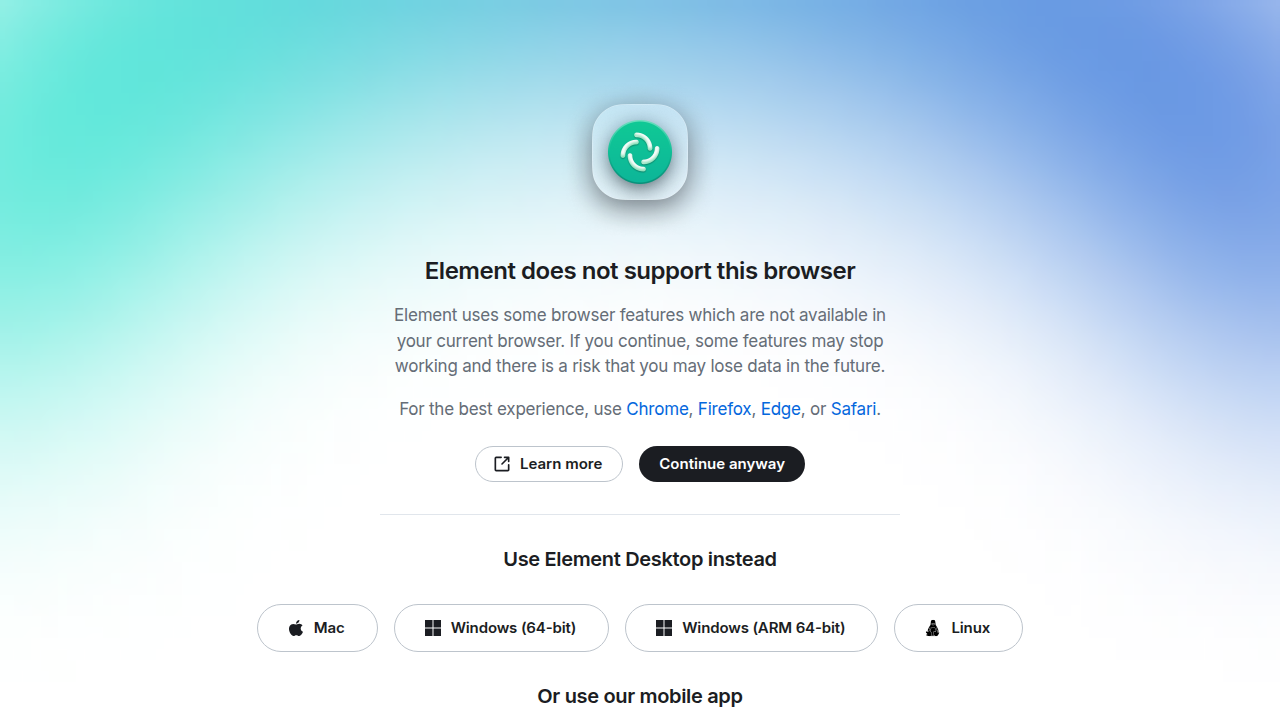 Element does not support this browser
Element uses some browser features which are not available in
your current browser. If you continue, some features may stop
working and there is a risk that you may lose data in the future.
For the best experience, use Chrome, Firefox, Edge, or Safari.
Learn more
Continue anyway
Use Element Desktop instead
Mac
Windows (64-bit)
Windows (ARM 64-bit)
Linux
Or use our mobile app